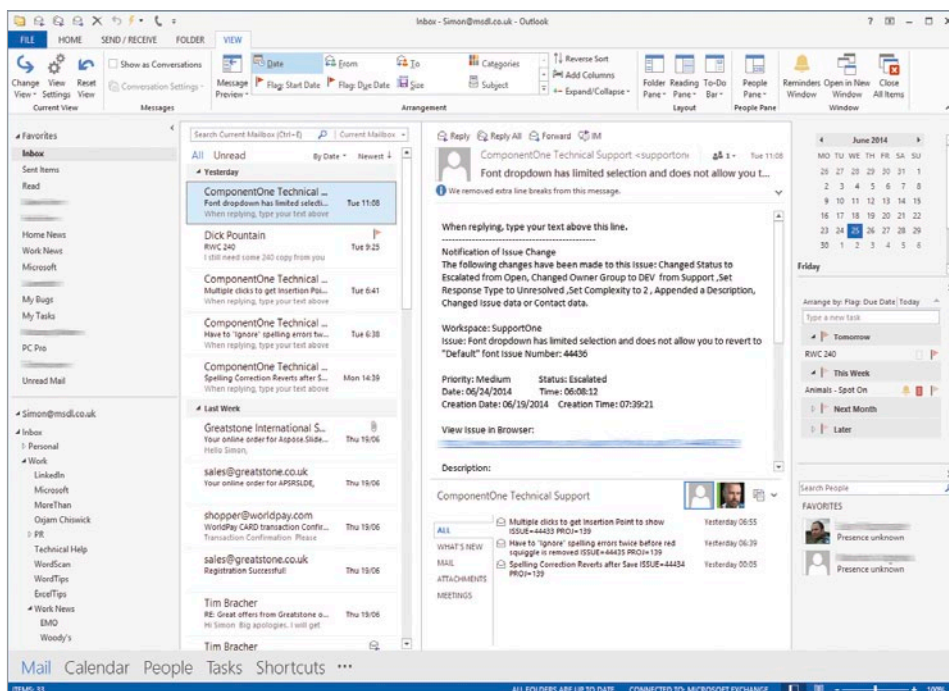 Inbox - Simon@msdl.co.uk - Outlook
FILE HOME SEND / RECEIVE FOLDER VIEW
Change View View Settings Reset View
Current View
Show as Conversations
Conversation Settings
Messages
Message Preview
Date From To Categories
Flag: Start Date Flag: Due Date Size Subject
Arrangement
Reverse Sort
Add Columns
Expand/Collapse
Folder Pane Reading Pane To-Do Bar
Layout
People Pane
People Pane
Reminders Window Open in New Window Close All Items
Window
Favorites
Inbox
Sent Items
Read
Home News
Work News
Microsoft
My Bugs
My Tasks
PC Pro
Unread Mail
Simon@msdl.co.uk
Inbox
Personal
Work
LinkedIn
Microsoft
MoreThan
Oxjam Chiswick
PR
Technical Help
WordScan
WordTips
ExcelTips
Work News
EMO
Woody's
Search Current Mailbox (Ctrl+E) Current Mailbox
All Unread By Date Newest ↓
Yesterday
ComponentOne Technical ...
Font dropdown has limited selecti... Tue 11:08
When replying, type your text above
Dick Pountain
RWC 240 Tue 9:25
I still need some 240 copy from you
ComponentOne Technical ...
Multiple clicks to get Insertion Poi... Tue 6:41
When replying, type your text above
ComponentOne Technical ...
Have to 'Ignore' spelling errors tw... Tue 6:38
When replying, type your text above
ComponentOne Technical ...
Spelling Correction Reverts after S... Mon 14:39
When replying, type your text above
Last Week
Greatstone International S...
Your online order for Aspose.Slide... Thu 19/06
Hello Simon,
sales@greatstone.co.uk
Your online order for APSRSLDE, Thu 19/06
shopper@worldpay.com
WorldPay CARD transaction Confir... Thu 19/06
Transaction Confirmation Please
sales@greatstone.co.uk
Registration Successful! Thu 19/06
Tim Bracher
RE: Great offers from Greatstone o... Thu 19/06
Hi Simon Big apologies. I will get
Tim Bracher
Reply Reply All Forward IM
ComponentOne Technical Support <supporton 1 Tue 11:08
Font dropdown has limited selection and does not allow you t...
We removed extra line breaks from this message.
When replying, type your text above this line.
Notification of Issue Change
The following changes have been made to this Issue: Changed Status to
Escalated from Open, Changed Owner Group to DEV from Support ,Set
Response Type to Unresolved ,Set Complexity to 2 , Appended a Description,
Changed Issue data or Contact data.
Workspace: SupportOne
Issue: Font dropdown has limited selection and does not allow you to revert to
"Default" font Issue Number: 44436
Priority: Medium Status: Escalated
Date: 06/24/2014 Time: 06:08:12
Creation Date: 06/19/2014 Creation Time: 07:39:21
View Issue in Browser:
Description:
ComponentOne Technical Support
ALL
WHAT'S NEW
MAIL
ATTACHMENTS
MEETINGS
Multiple clicks to get Insertion Point to show Yesterday 06:55
ISSUE=44433 PROJ=139
Have to 'Ignore' spelling errors twice before red Yesterday 06:39
squiggle is removed ISSUE=44435 PROJ=139
Spelling Correction Reverts after Save ISSUE=44434 Yesterday 00:05
PROJ=139
June 2014
MO TU WE TH FR SA SU
26 27 28 29 30 31 1
2 3 4 5 6 7 8
9 10 11 12 13 14 15
16 17 18 19 20 21 22
23 24 25 26 27 28 29
30 1 2 3 4 5 6
Friday
Arrange by: Flag: Due Date Today
Type a new task
Tomorrow
RWC 240
This Week
Animals - Spot On
Next Month
Later
Search People
FAVORITES
Presence unknown
Presence unknown
Mail Calendar People Tasks Shortcuts ...
ITEMS: 33 ALL FOLDERS ARE UP TO DATE CONNECTED TO: MICROSOFT EXCHANGE 100%